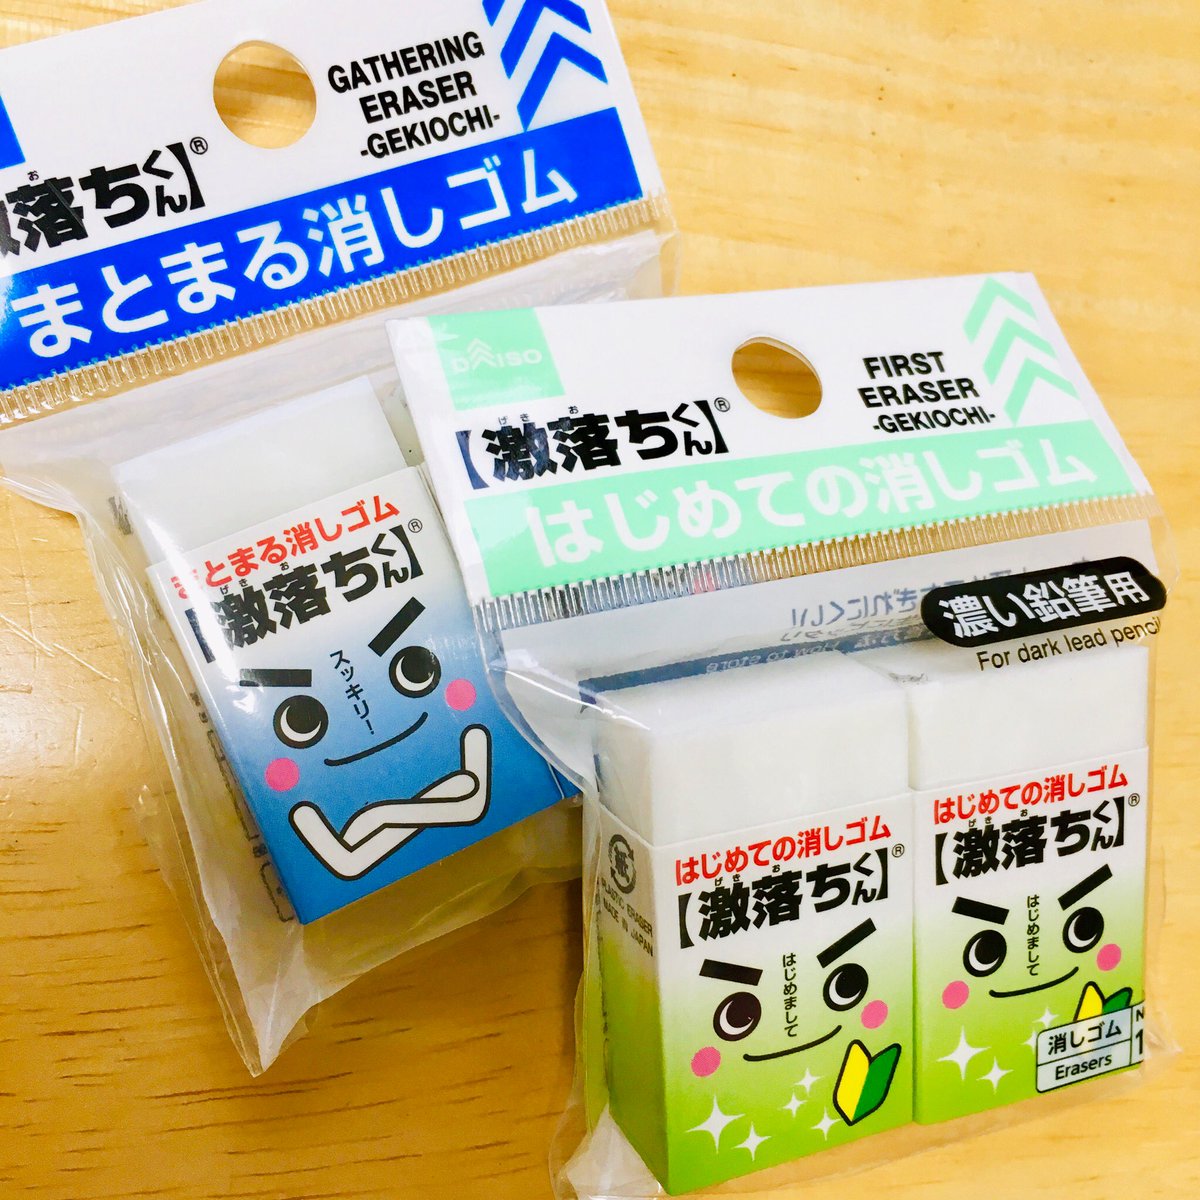 GATHERING
ERASER
-GEKIOCHI-
落ちくん】®
まとまる消しゴム
まとまる消しゴム
【激落ちくん】®
スッキリ!
DAISO
FIRST
ERASER
-GEKIOCHI-
【激落ちくん】®
はじめての消しゴム
濃い鉛筆用
For dark lead pencil
はじめての消しゴム
【激落ちくん】®
はじめまして
紙
PLASTIC ERASER
MADE IN JAPAN
はじめての消しゴム
【激落ちくん】®
はじめまして
消しゴム
Erasers